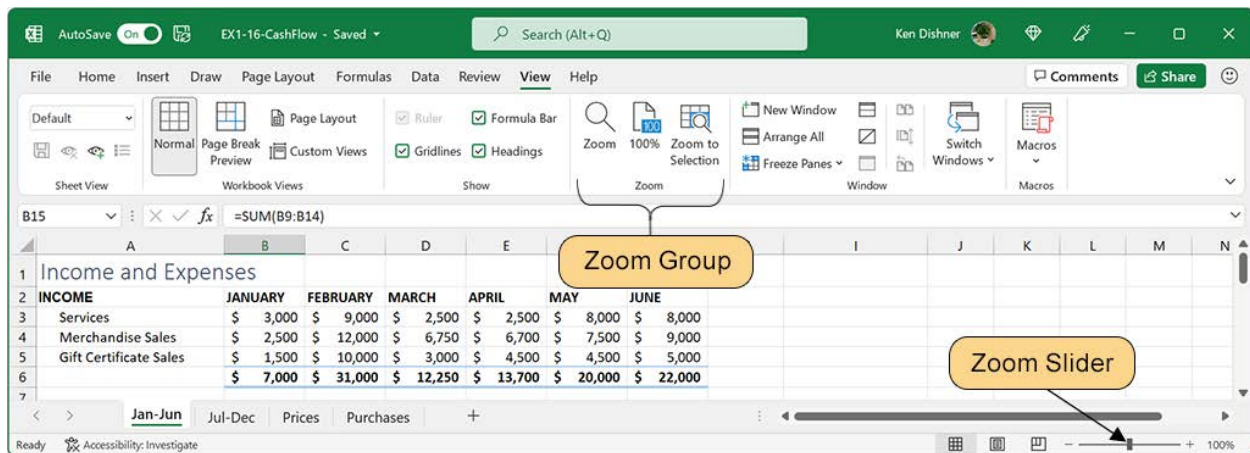 AutoSave On EX1-16-CashFlow - Saved Search (Alt+Q) Ken Dishner
File Home Insert Draw Page Layout Formulas Data Review View Help Comments Share
Default Normal Page Break Preview Page Layout Custom Views
Ruler Formula Bar Gridlines Headings
Zoom 100 100% Zoom to Selection
New Window Arrange All Freeze Panes Switch Windows Macros
Sheet View Workbook Views Show Zoom Window Macros
B15 fx =SUM(B9:B14)
A B C D E I J K L M N
Zoom Group
1 Income and Expenses
2 INCOME JANUARY FEBRUARY MARCH APRIL MAY JUNE
3 Services $ 3,000 $ 9,000 $ 2,500 $ 2,500 $ 8,000 $ 8,000
4 Merchandise Sales $ 2,500 $ 12,000 $ 6,750 $ 6,700 $ 7,500 $ 9,000
5 Gift Certificate Sales $ 1,500 $ 10,000 $ 3,000 $ 4,500 $ 4,500 $ 5,000
6 $ 7,000 $ 31,000 $ 12,250 $ 13,700 $ 20,000 $ 22,000
7
Zoom Slider
Jan-Jun Jul-Dec Prices Purchases +
Ready Accessibility: Investigate - + 100%